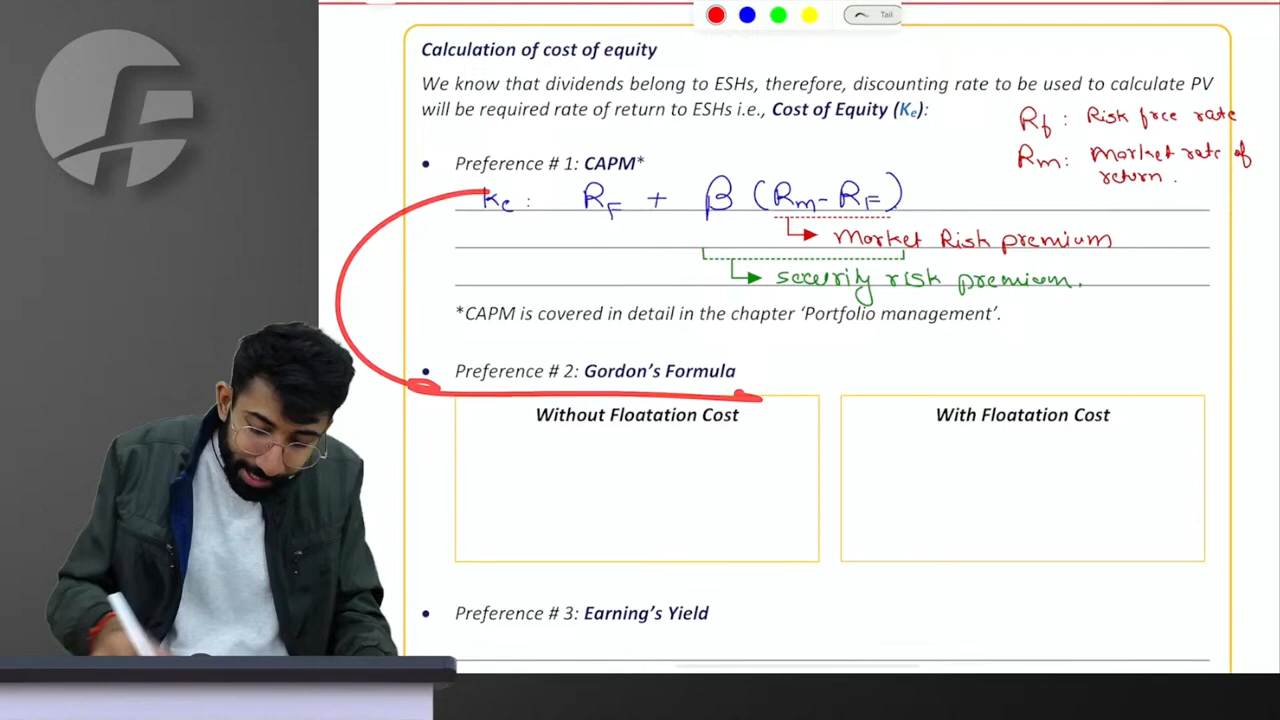 Tail
Calculation of cost of equity
We know that dividends belong to ESHs, therefore, discounting rate to be used to calculate PV
will be required rate of return to ESHs i.e., Cost of Equity (Ke):
Rf : Risk free rate
Rm: Market rate of
return.
• Preference # 1: CAPM*
Ke : RF + β (Rm - RF)
Market Risk premium
security risk premium.
*CAPM is covered in detail in the chapter ‘Portfolio management’.
• Preference # 2: Gordon’s Formula
Without Floatation Cost
With Floatation Cost
• Preference # 3: Earning’s Yield